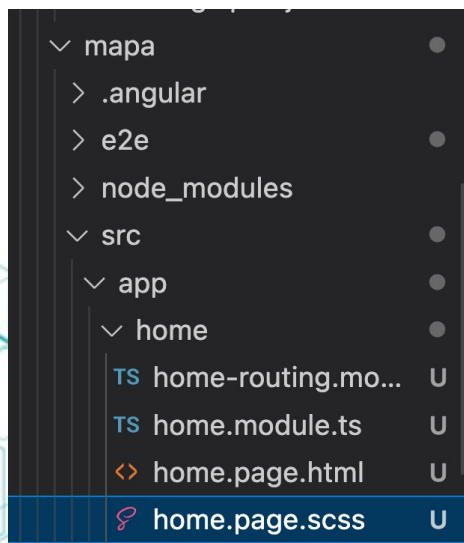 mapa
.angular
e2e
node_modules
src
app
home
TS home-routing.mo... U
TS home.module.ts U
<> home.page.html U
home.page.scss U